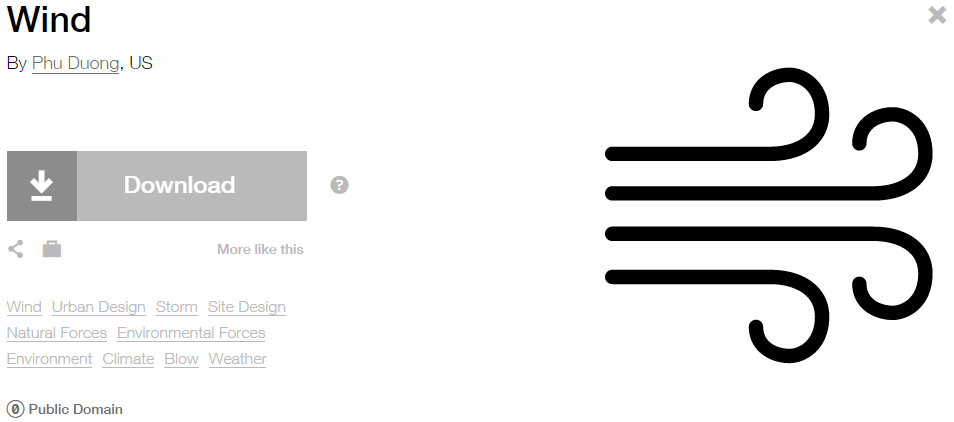 Wind
By Phu Duong, US
Download
?
More like this
Wind Urban Design Storm Site Design
Natural Forces Environmental Forces
Environment Climate Blow Weather
0 Public Domain